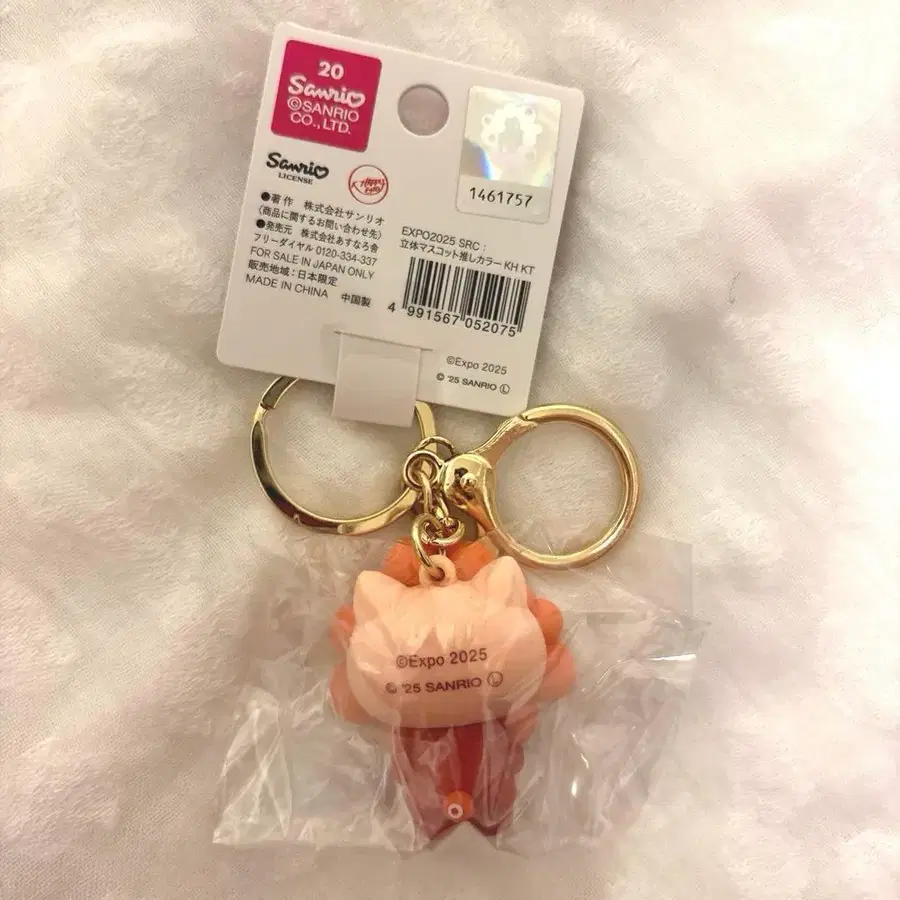 20
Sanrio
©SANRIO
CO., LTD.
Sanrio
LICENSE
1461757
●著作 株式会社サンリオ
(商品に関するお問い合わせ先)
●発売元 株式会社あすなろ舎
フリーダイヤル 0120-334-337
FOR SALE IN JAPAN ONLY
販売地域:日本限定
MADE IN CHINA 中国製
EXPO2025 SRC :
立体マスコット推しカラー KH KT
4 991567 052075
©Expo 2025
© '25 SANRIO Ⓛ
©Expo 2025
© '25 SANRIO Ⓛ